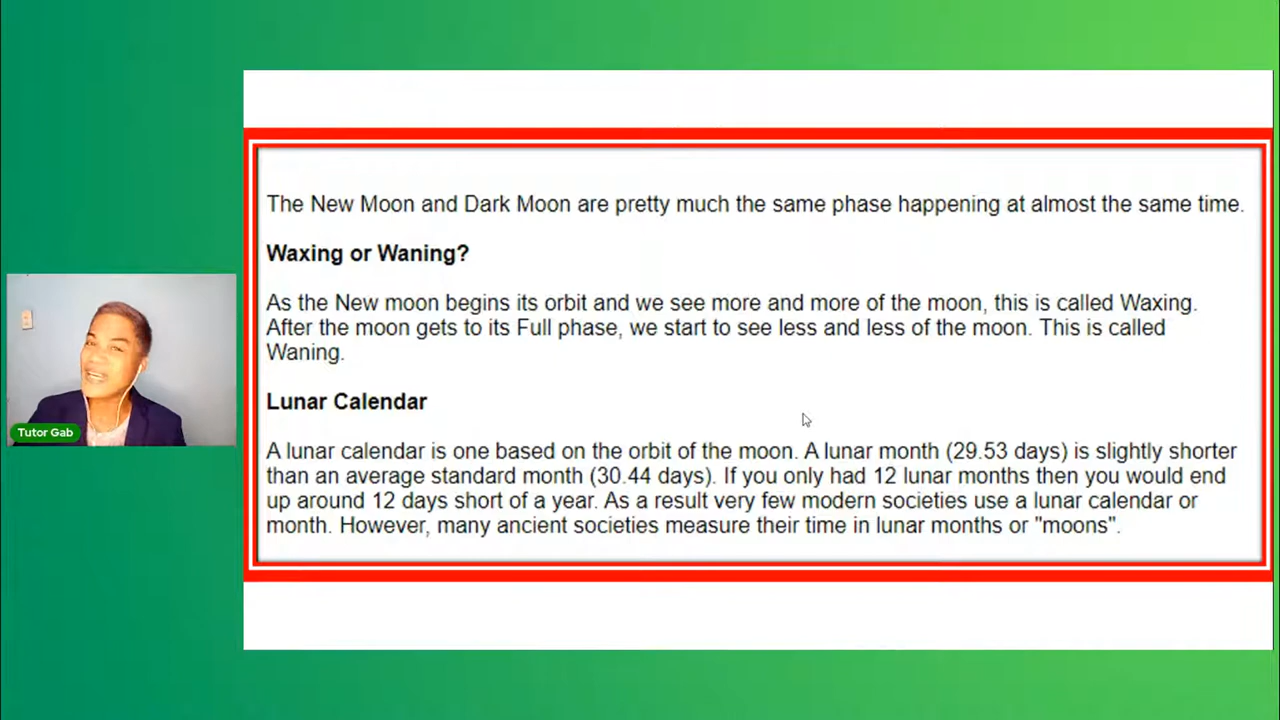 The New Moon and Dark Moon are pretty much the same phase happening at almost the same time.
Waxing or Waning?
As the New moon begins its orbit and we see more and more of the moon, this is called Waxing.
After the moon gets to its Full phase, we start to see less and less of the moon. This is called
Waning.
Lunar Calendar
A lunar calendar is one based on the orbit of the moon. A lunar month (29.53 days) is slightly shorter
than an average standard month (30.44 days). If you only had 12 lunar months then you would end
up around 12 days short of a year. As a result very few modern societies use a lunar calendar or
month. However, many ancient societies measure their time in lunar months or "moons".
Tutor Gab